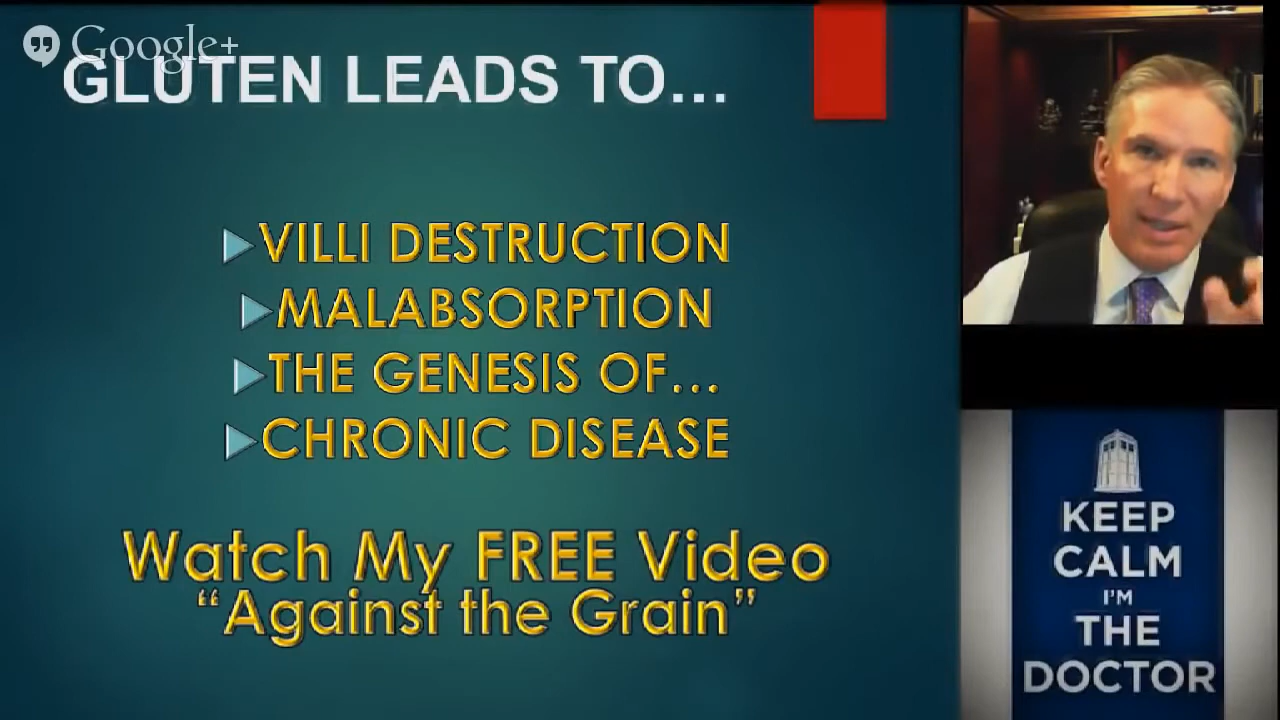 Google+
GLUTEN LEADS TO...
VILLI DESTRUCTION
MALABSORPTION
THE GENESIS OF...
CHRONIC DISEASE
Watch My FREE Video
“Against the Grain”
KEEP
CALM
I'M
THE
DOCTOR